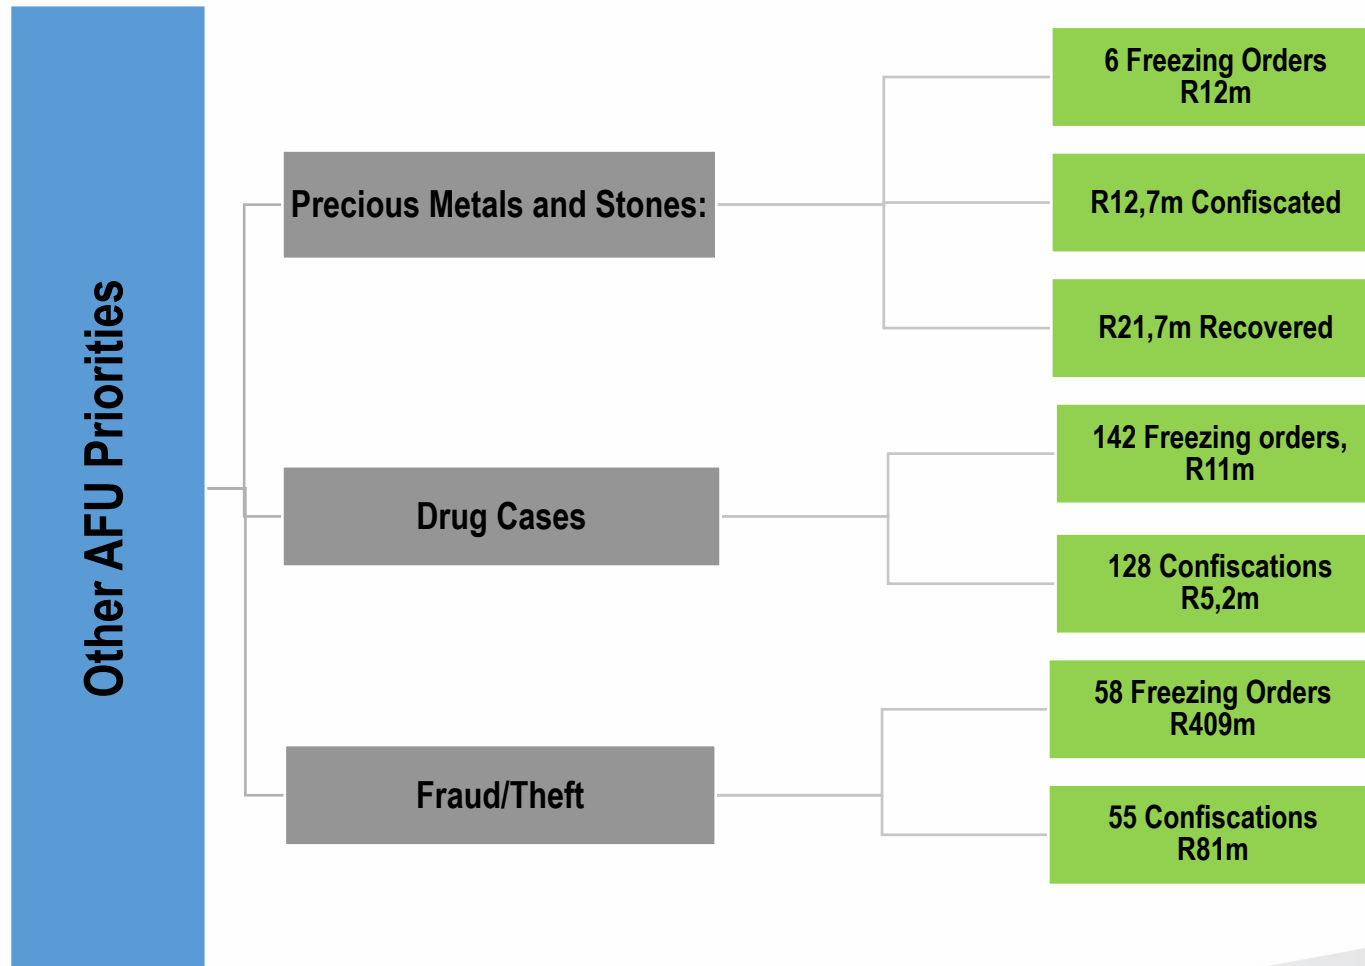 Other AFU Priorities
Precious Metals and Stones:
6 Freezing Orders
R12m
R12,7m Confiscated
R21,7m Recovered
Drug Cases
142 Freezing orders,
R11m
128 Confiscations
R5,2m
Fraud/Theft
58 Freezing Orders
R409m
55 Confiscations
R81m